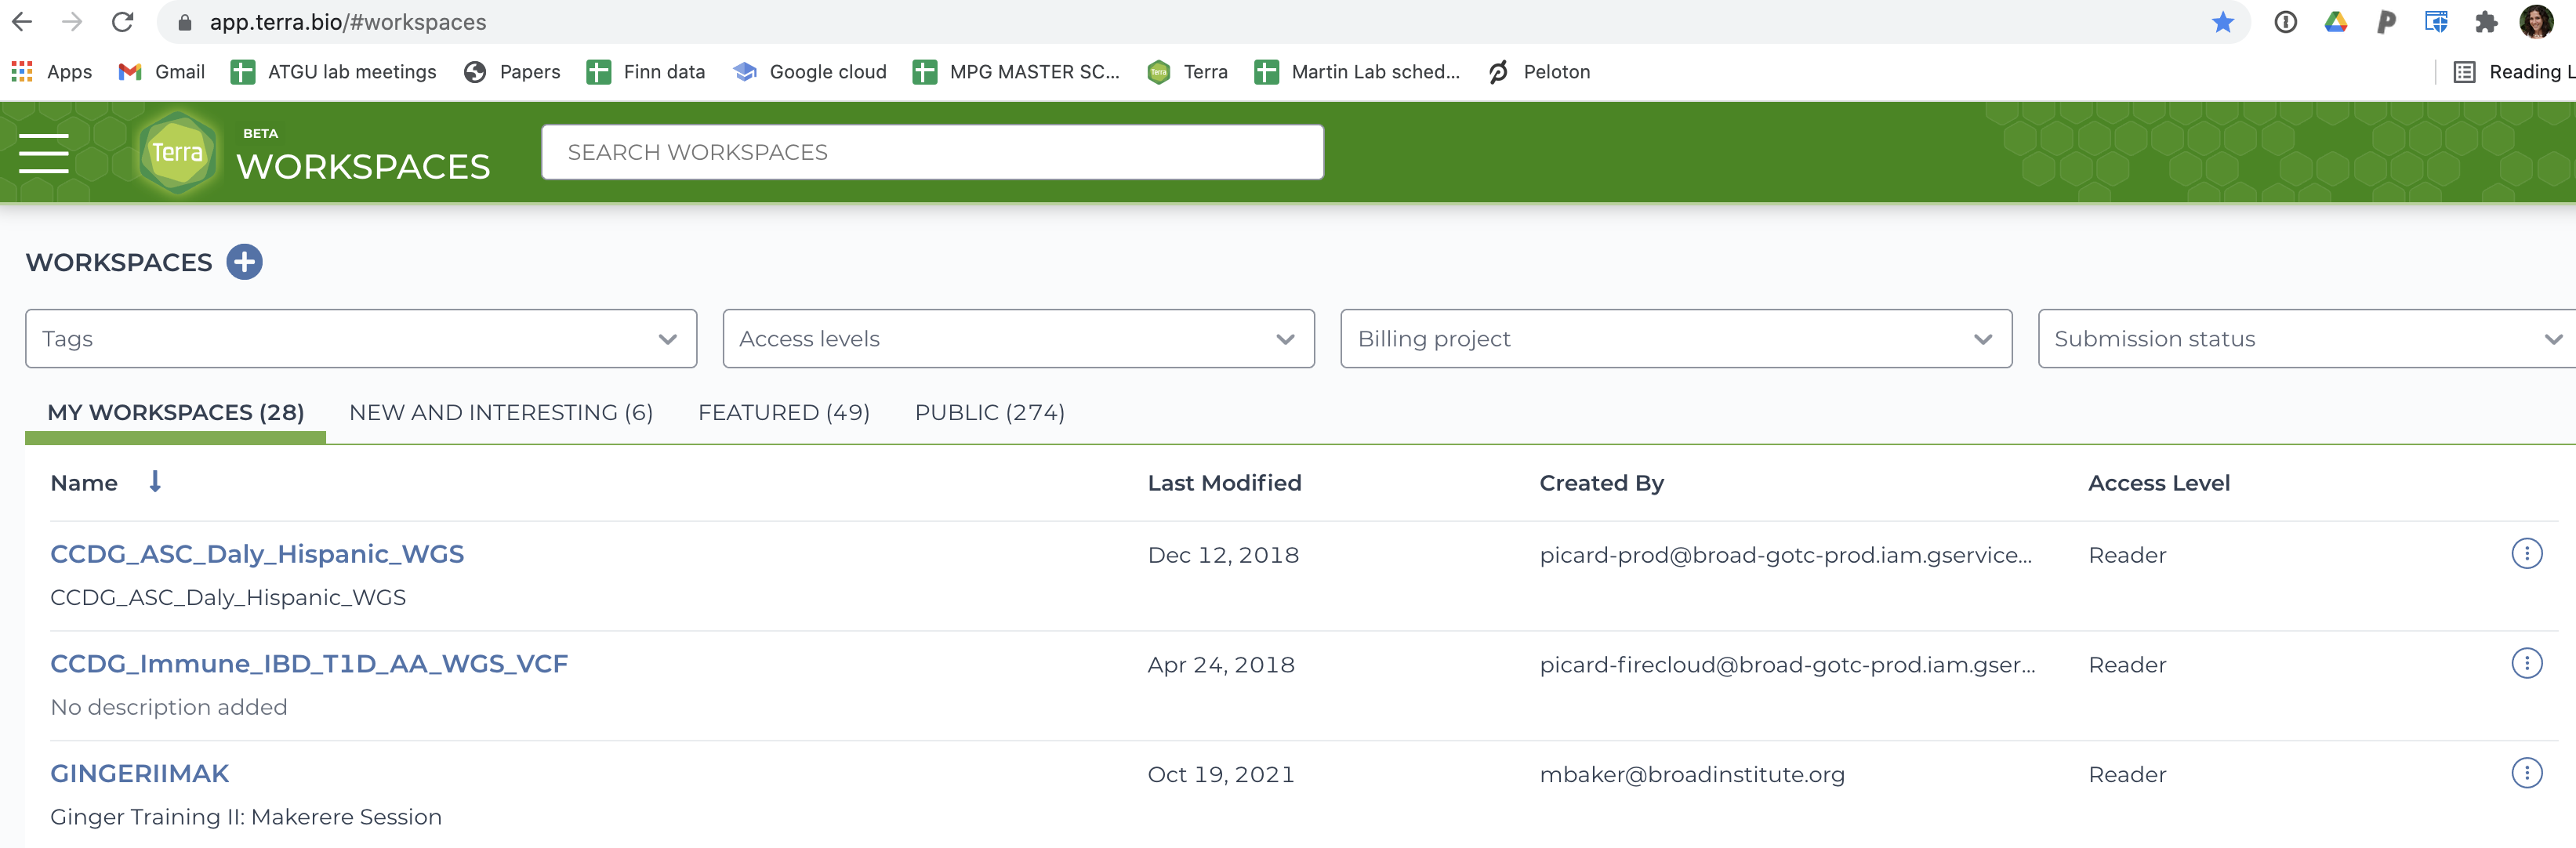 app.terra.bio/#workspaces
Apps Gmail ATGU lab meetings Papers Finn data Google cloud MPG MASTER SC... Terra Martin Lab sched... Peloton Reading L
Terra BETA
WORKSPACES SEARCH WORKSPACES
WORKSPACES
Tags Access levels Billing project Submission status
MY WORKSPACES (28) NEW AND INTERESTING (6) FEATURED (49) PUBLIC (274)
Name Last Modified Created By Access Level
CCDG_ASC_Daly_Hispanic_WGS Dec 12, 2018 picard-prod@broad-gotc-prod.iam.gservice... Reader
CCDG_ASC_Daly_Hispanic_WGS
CCDG_Immune_IBD_T1D_AA_WGS_VCF Apr 24, 2018 picard-firecloud@broad-gotc-prod.iam.gser... Reader
No description added
GINGERIIMAK Oct 19, 2021 mbaker@broadinstitute.org Reader
Ginger Training II: Makerere Session